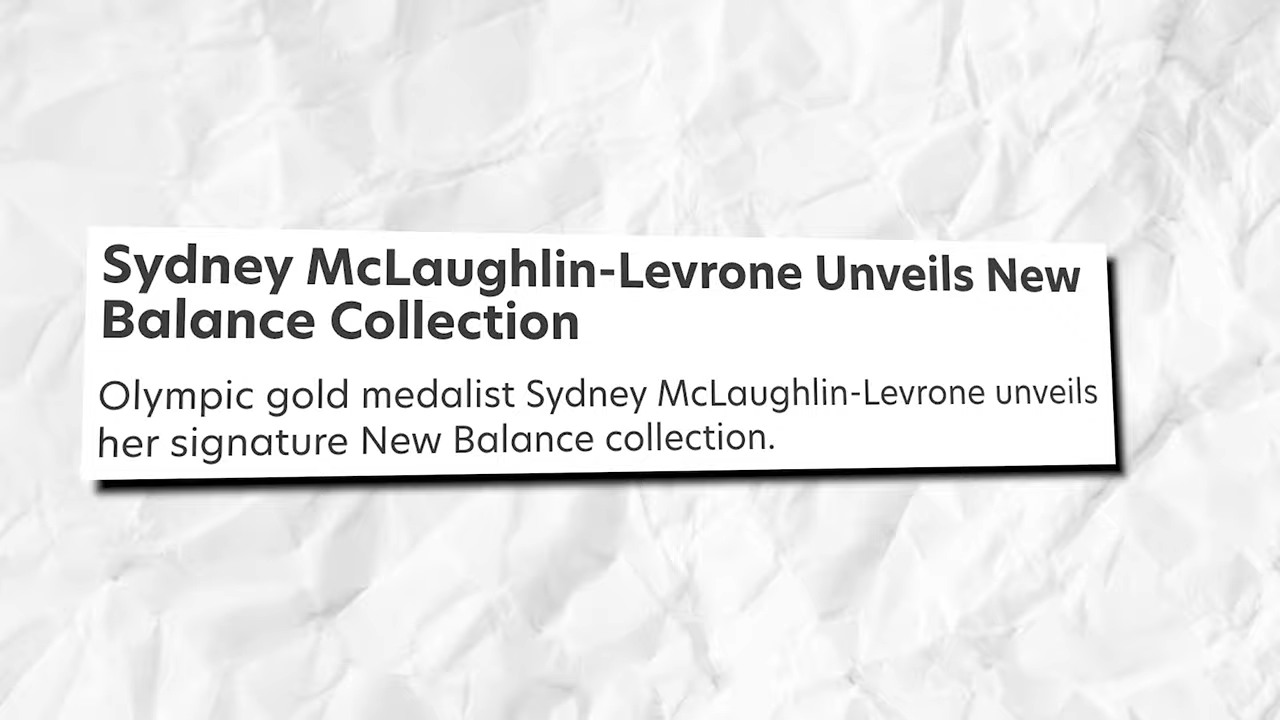 Sydney McLaughlin-Levrone Unveils New
Balance Collection
Olympic gold medalist Sydney McLaughlin-Levrone unveils
her signature New Balance collection.